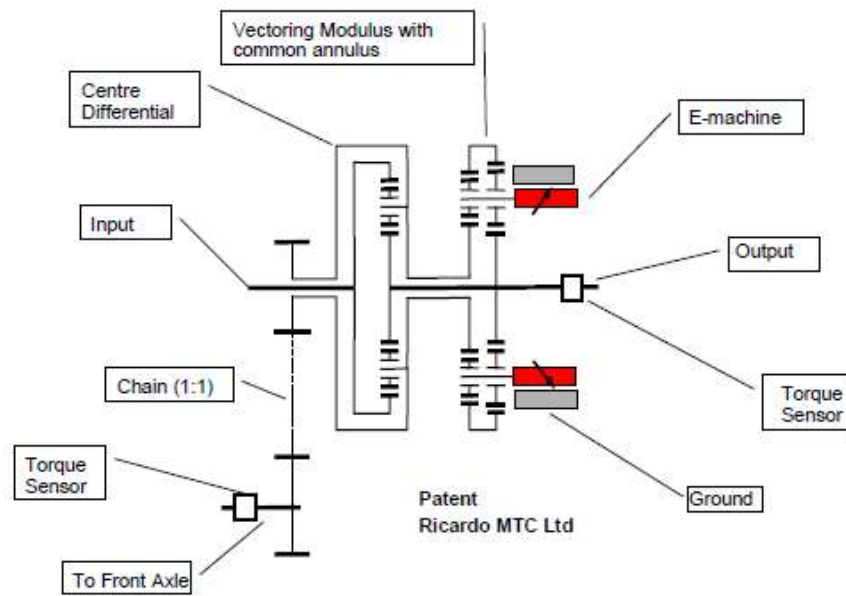 Vectoring Modulus with
common annulus
Centre
Differential
E-machine
Input
Output
Chain (1:1)
Torque
Sensor
Torque
Sensor
Patent
Ricardo MTC Ltd
Ground
To Front Axle